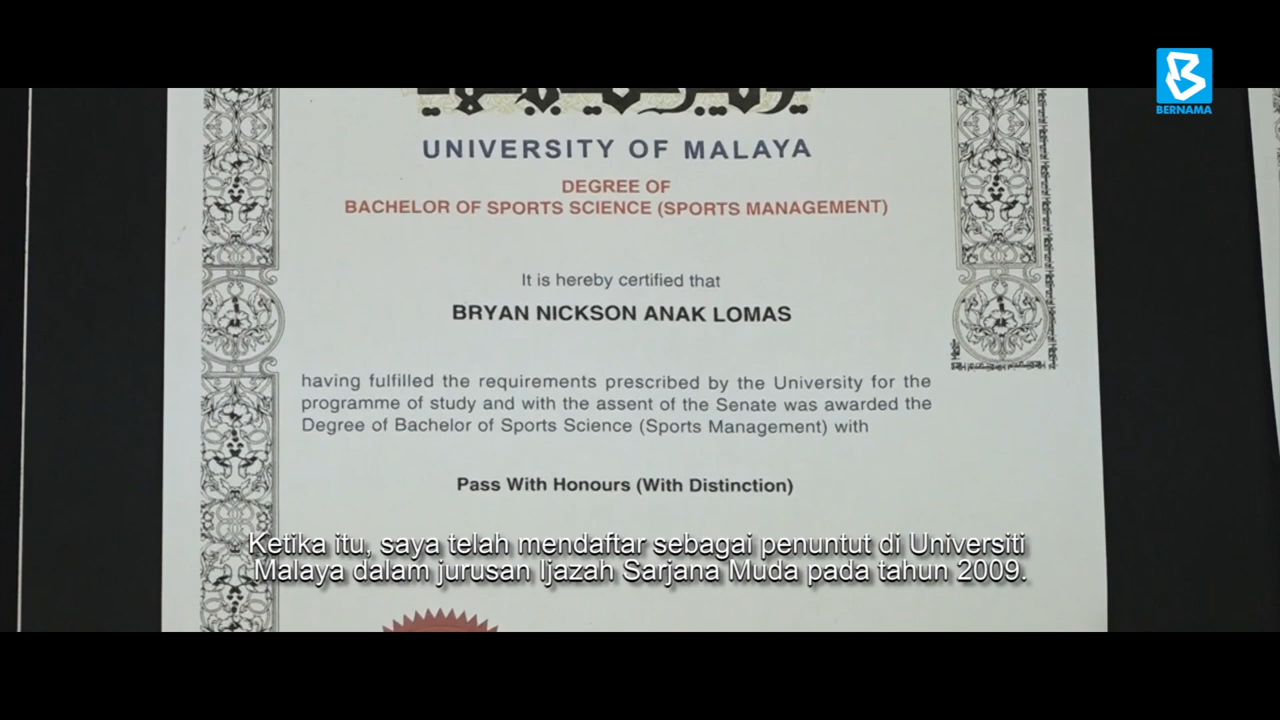 BERNAMA
UNIVERSITY OF MALAYA
DEGREE OF
BACHELOR OF SPORTS SCIENCE (SPORTS MANAGEMENT)
It is hereby certified that
BRYAN NICKSON ANAK LOMAS
having fulfilled the requirements prescribed by the University for the
programme of study and with the assent of the Senate was awarded the
Degree of Bachelor of Sports Science (Sports Management) with
Pass With Honours (With Distinction)
Ketika itu, saya telah mendaftar sebagai penuntut di Universiti
Malaya dalam jurusan Ijazah Sarjana Muda pada tahun 2009.